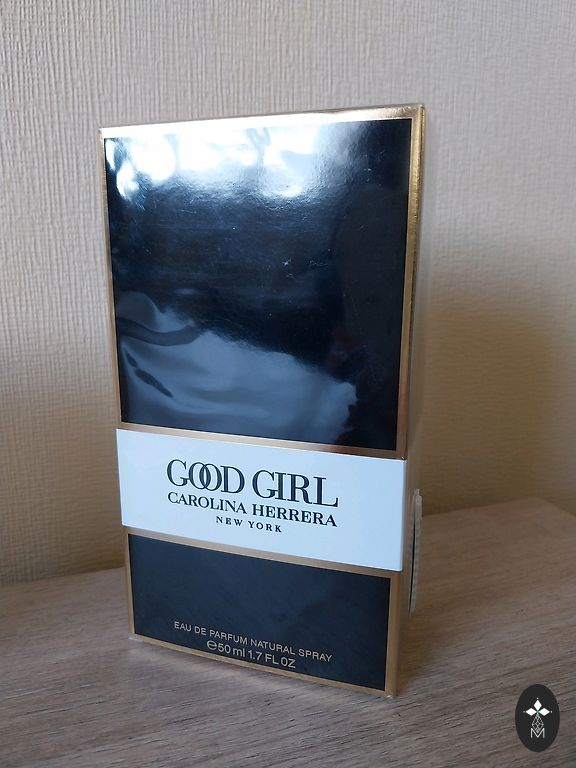 GOOD GIRL
CAROLINA HERRERA
NEW YORK
EAU DE PARFUM NATURAL SPRAY
℮50 ml 1.7 FL OZ
M